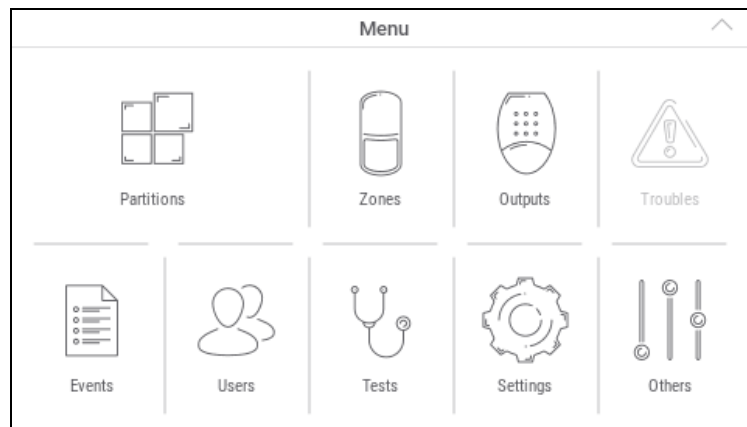 Menu
Partitions
Zones
Outputs
Troubles
Events
Users
Tests
Settings
Others